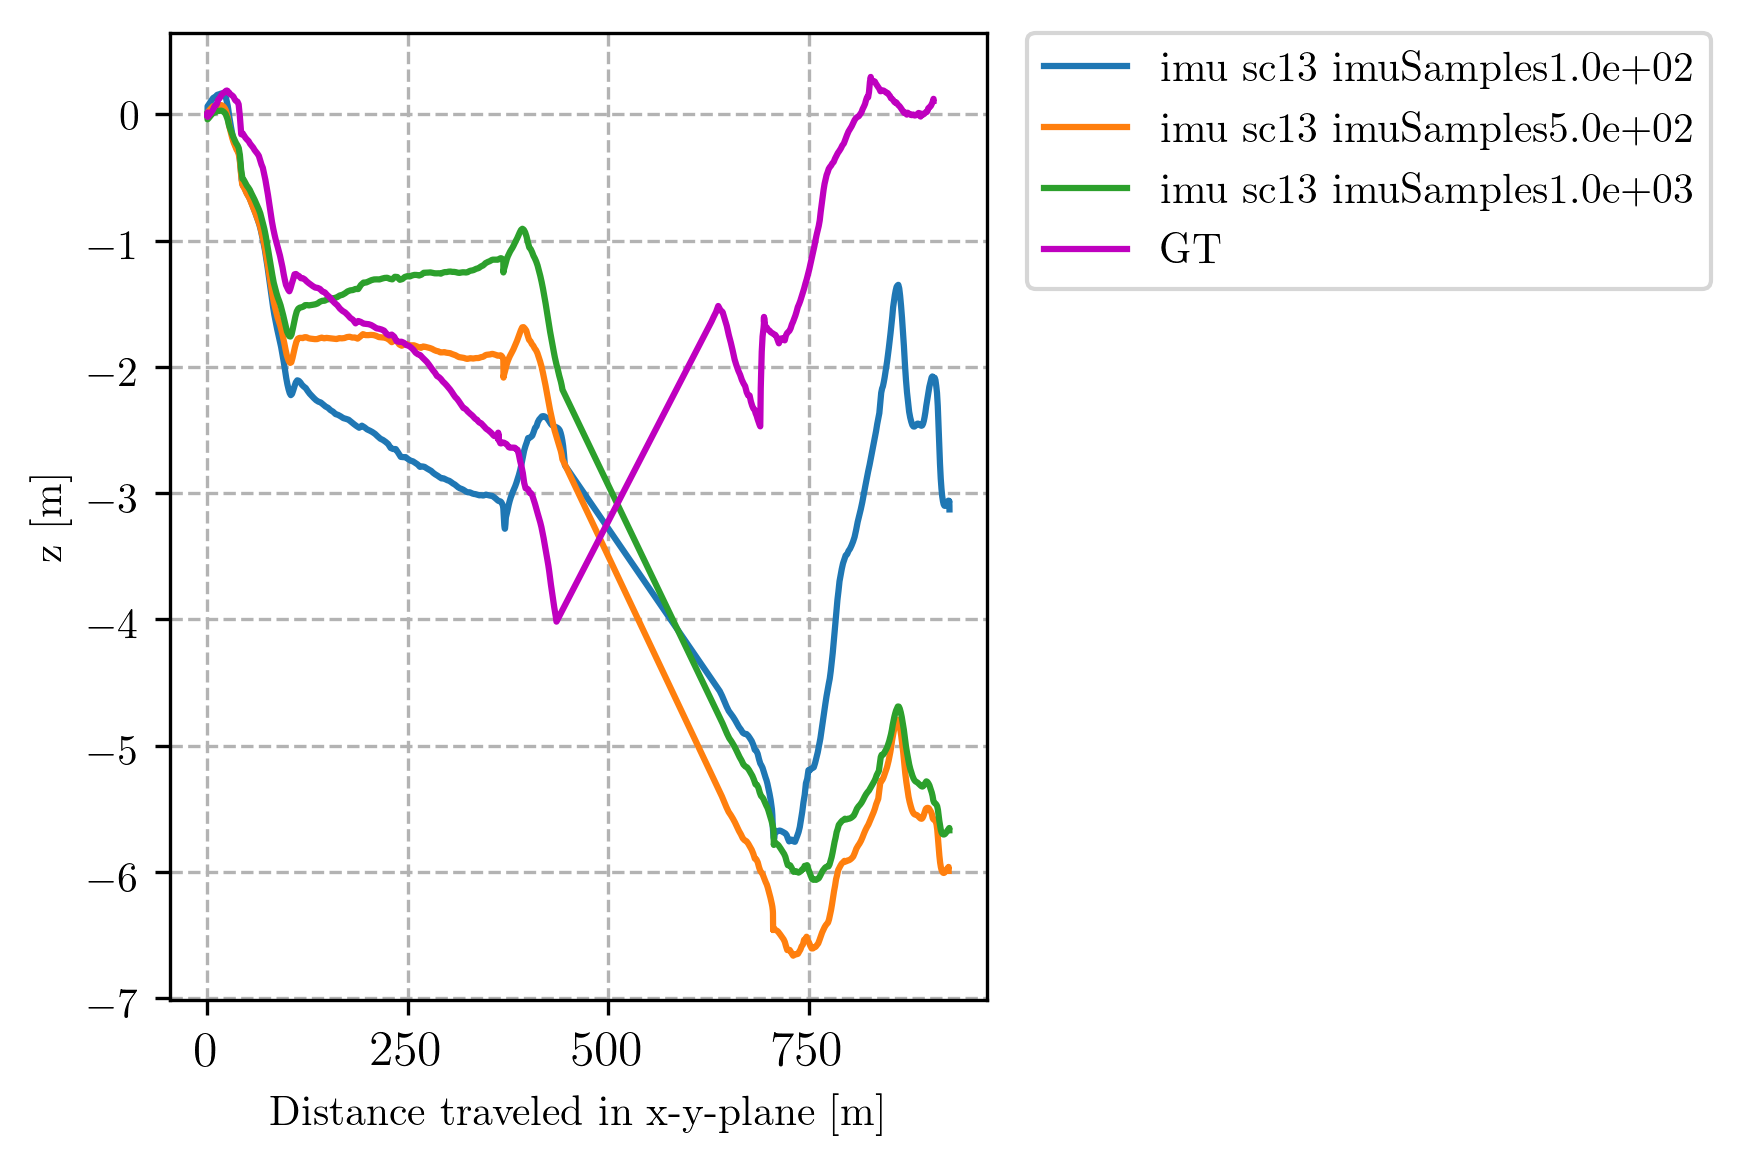 imu sc13 imuSamples1.0e+02
imu sc13 imuSamples5.0e+02
imu sc13 imuSamples1.0e+03
GT
z [m]
0
−1
−2
−3
−4
−5
−6
−7
0 250 500 750
Distance traveled in x-y-plane [m]